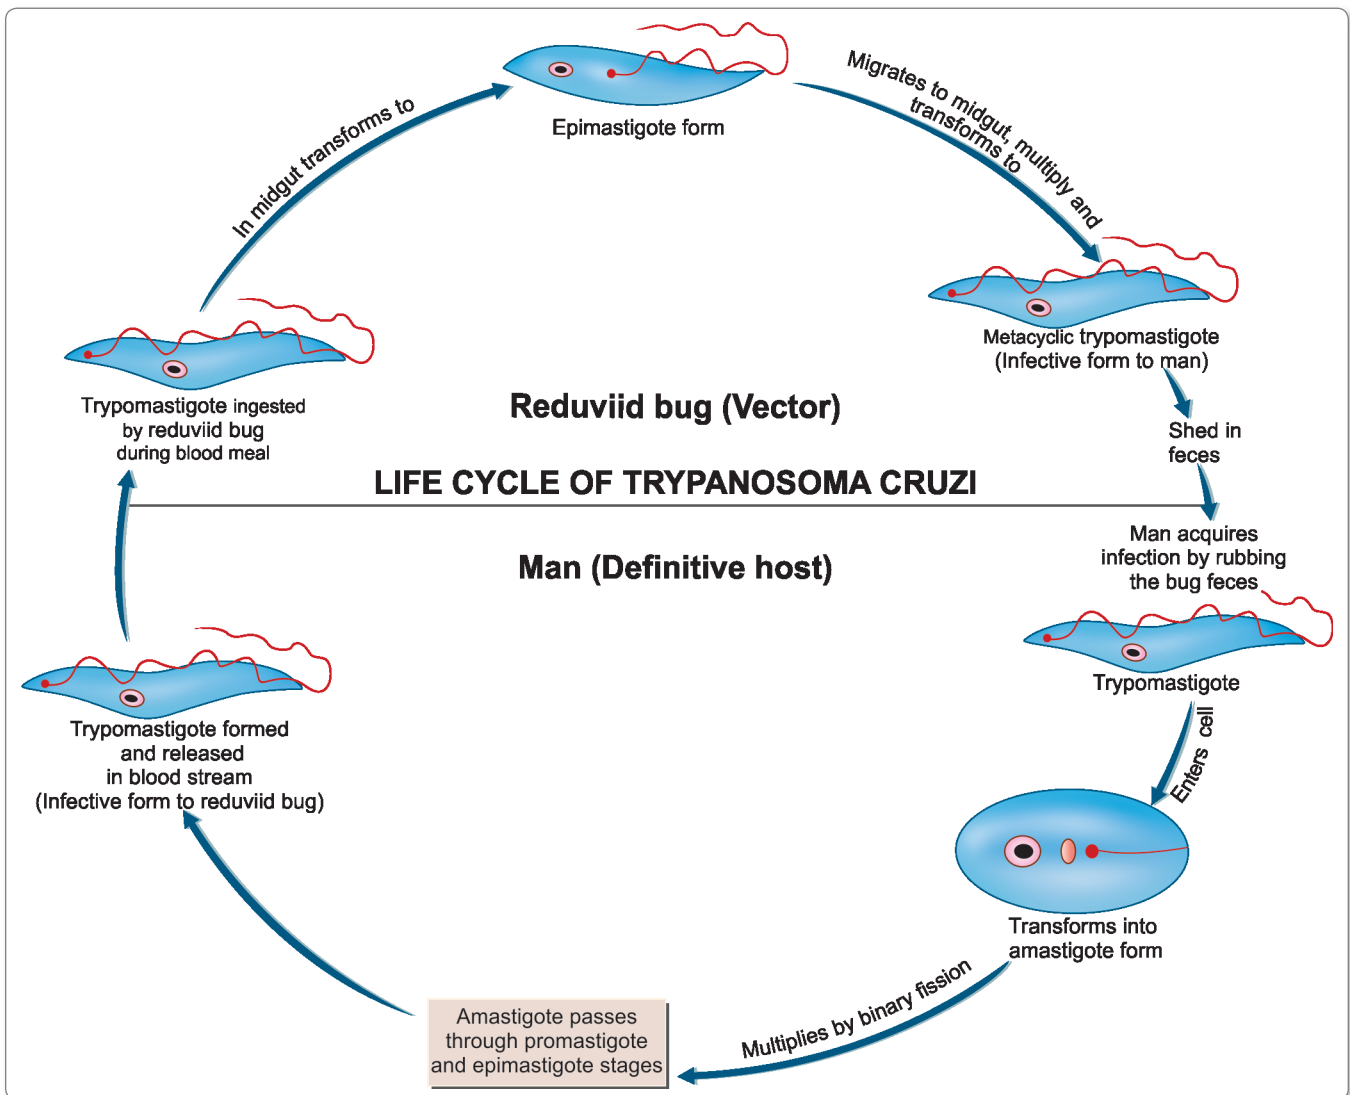 Epimastigote form
Migrates to midgut, multiply and
transforms to
Metacyclic trypomastigote
(Infective form to man)
Shed in
feces
Man acquires
infection by rubbing
the bug feces
Trypomastigote
Enters cell
Transforms into
amastigote form
Multiplies by binary fission
Amastigote passes
through promastigote
and epimastigote stages
Trypomastigote formed
and released
in blood stream
(Infective form to reduviid bug)
Trypomastigote ingested
by reduviid bug
during blood meal
In midgut transforms to
Reduviid bug (Vector)
LIFE CYCLE OF TRYPANOSOMA CRUZI
Man (Definitive host)